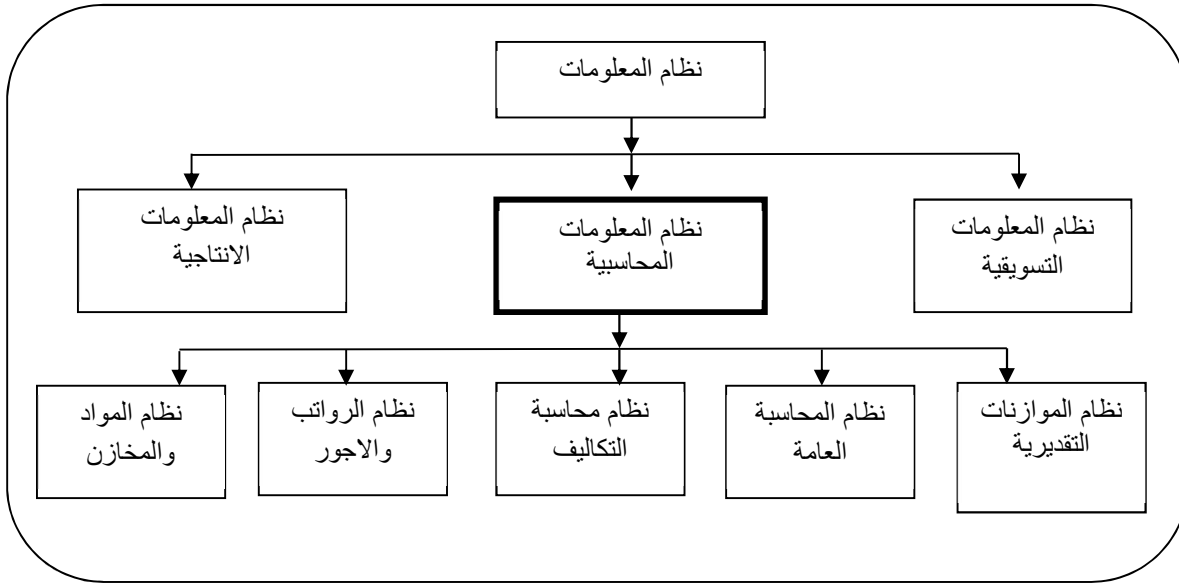 نظام المعلومات
نظام المعلومات
التسويقية
نظام المعلومات
المحاسبية
نظام المعلومات
الانتاجية
نظام الموازنات
التقديرية
نظام المحاسبة
العامة
نظام محاسبة
التكاليف
نظام الرواتب
والاجور
نظام المواد
والمخازن